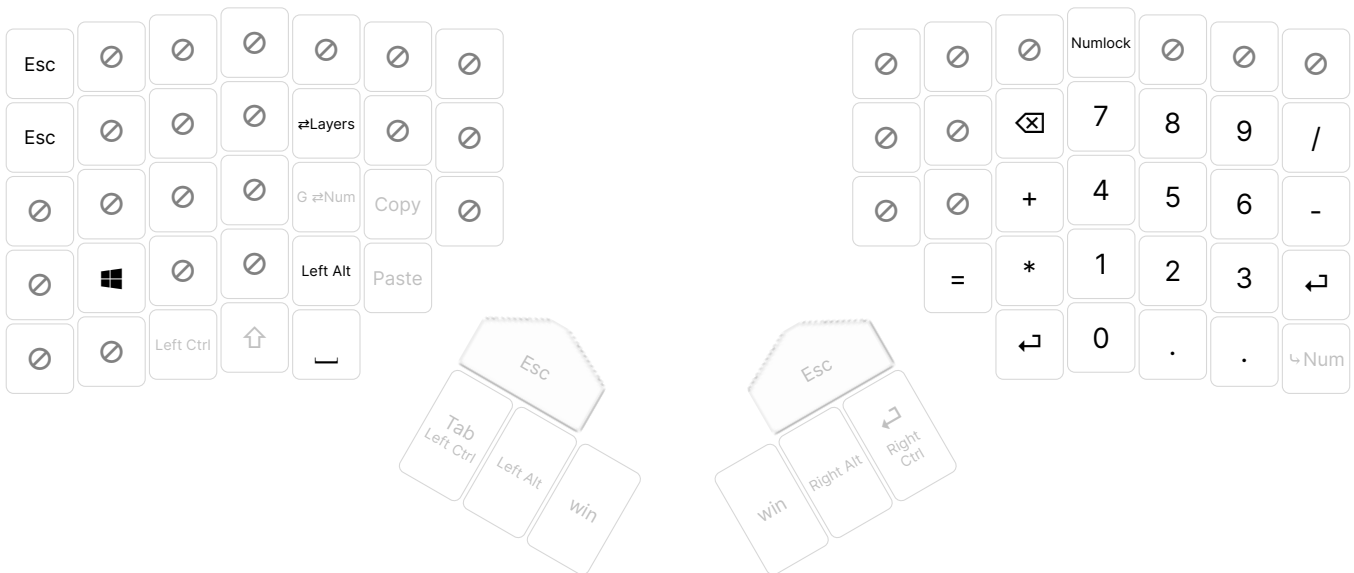 Esc
Numlock
Esc
⇄Layers
7
8
9
/
G ⇄Num
Copy
+
4
5
6
-
Left Alt
Paste
=
*
1
2
3
Left Ctrl
0
.
.
⤷Num
Esc
Esc
Tab
Left Ctrl
Left Alt
win
win
Right Alt
Right
Ctrl